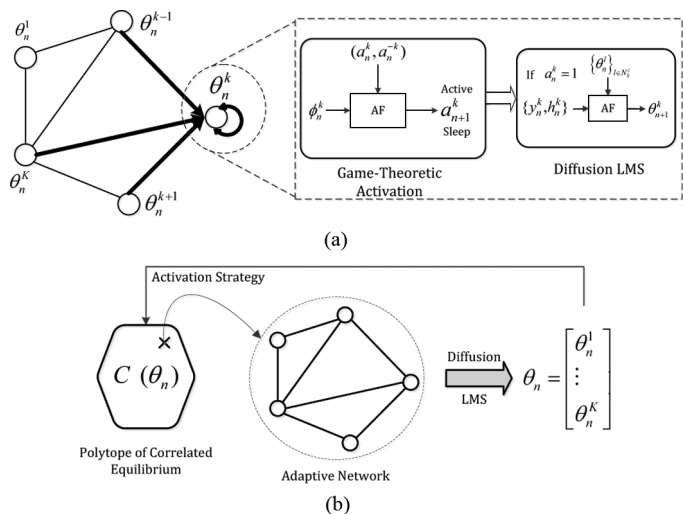 θ_n^{k-1}
θ_n^1
θ_n^k
θ_n^K
θ_n^{k+1}
(a_n^k, a_n^{-k})
ϕ_n^k
AF
Active
a_{n+1}^k
Sleep
Game-Theoretic
Activation
If a_n^k = 1
{θ_n^l}_{l∈N_k^c}
{y_n^k, h_n^k}
AF
θ_{n+1}^k
Diffusion LMS
(a)
Activation Strategy
C (θ_n)
Polytope of Correlated
Equilibrium
Adaptive Network
Diffusion
LMS
θ_n = [θ_n^1 ⋮ θ_n^K]
(b)